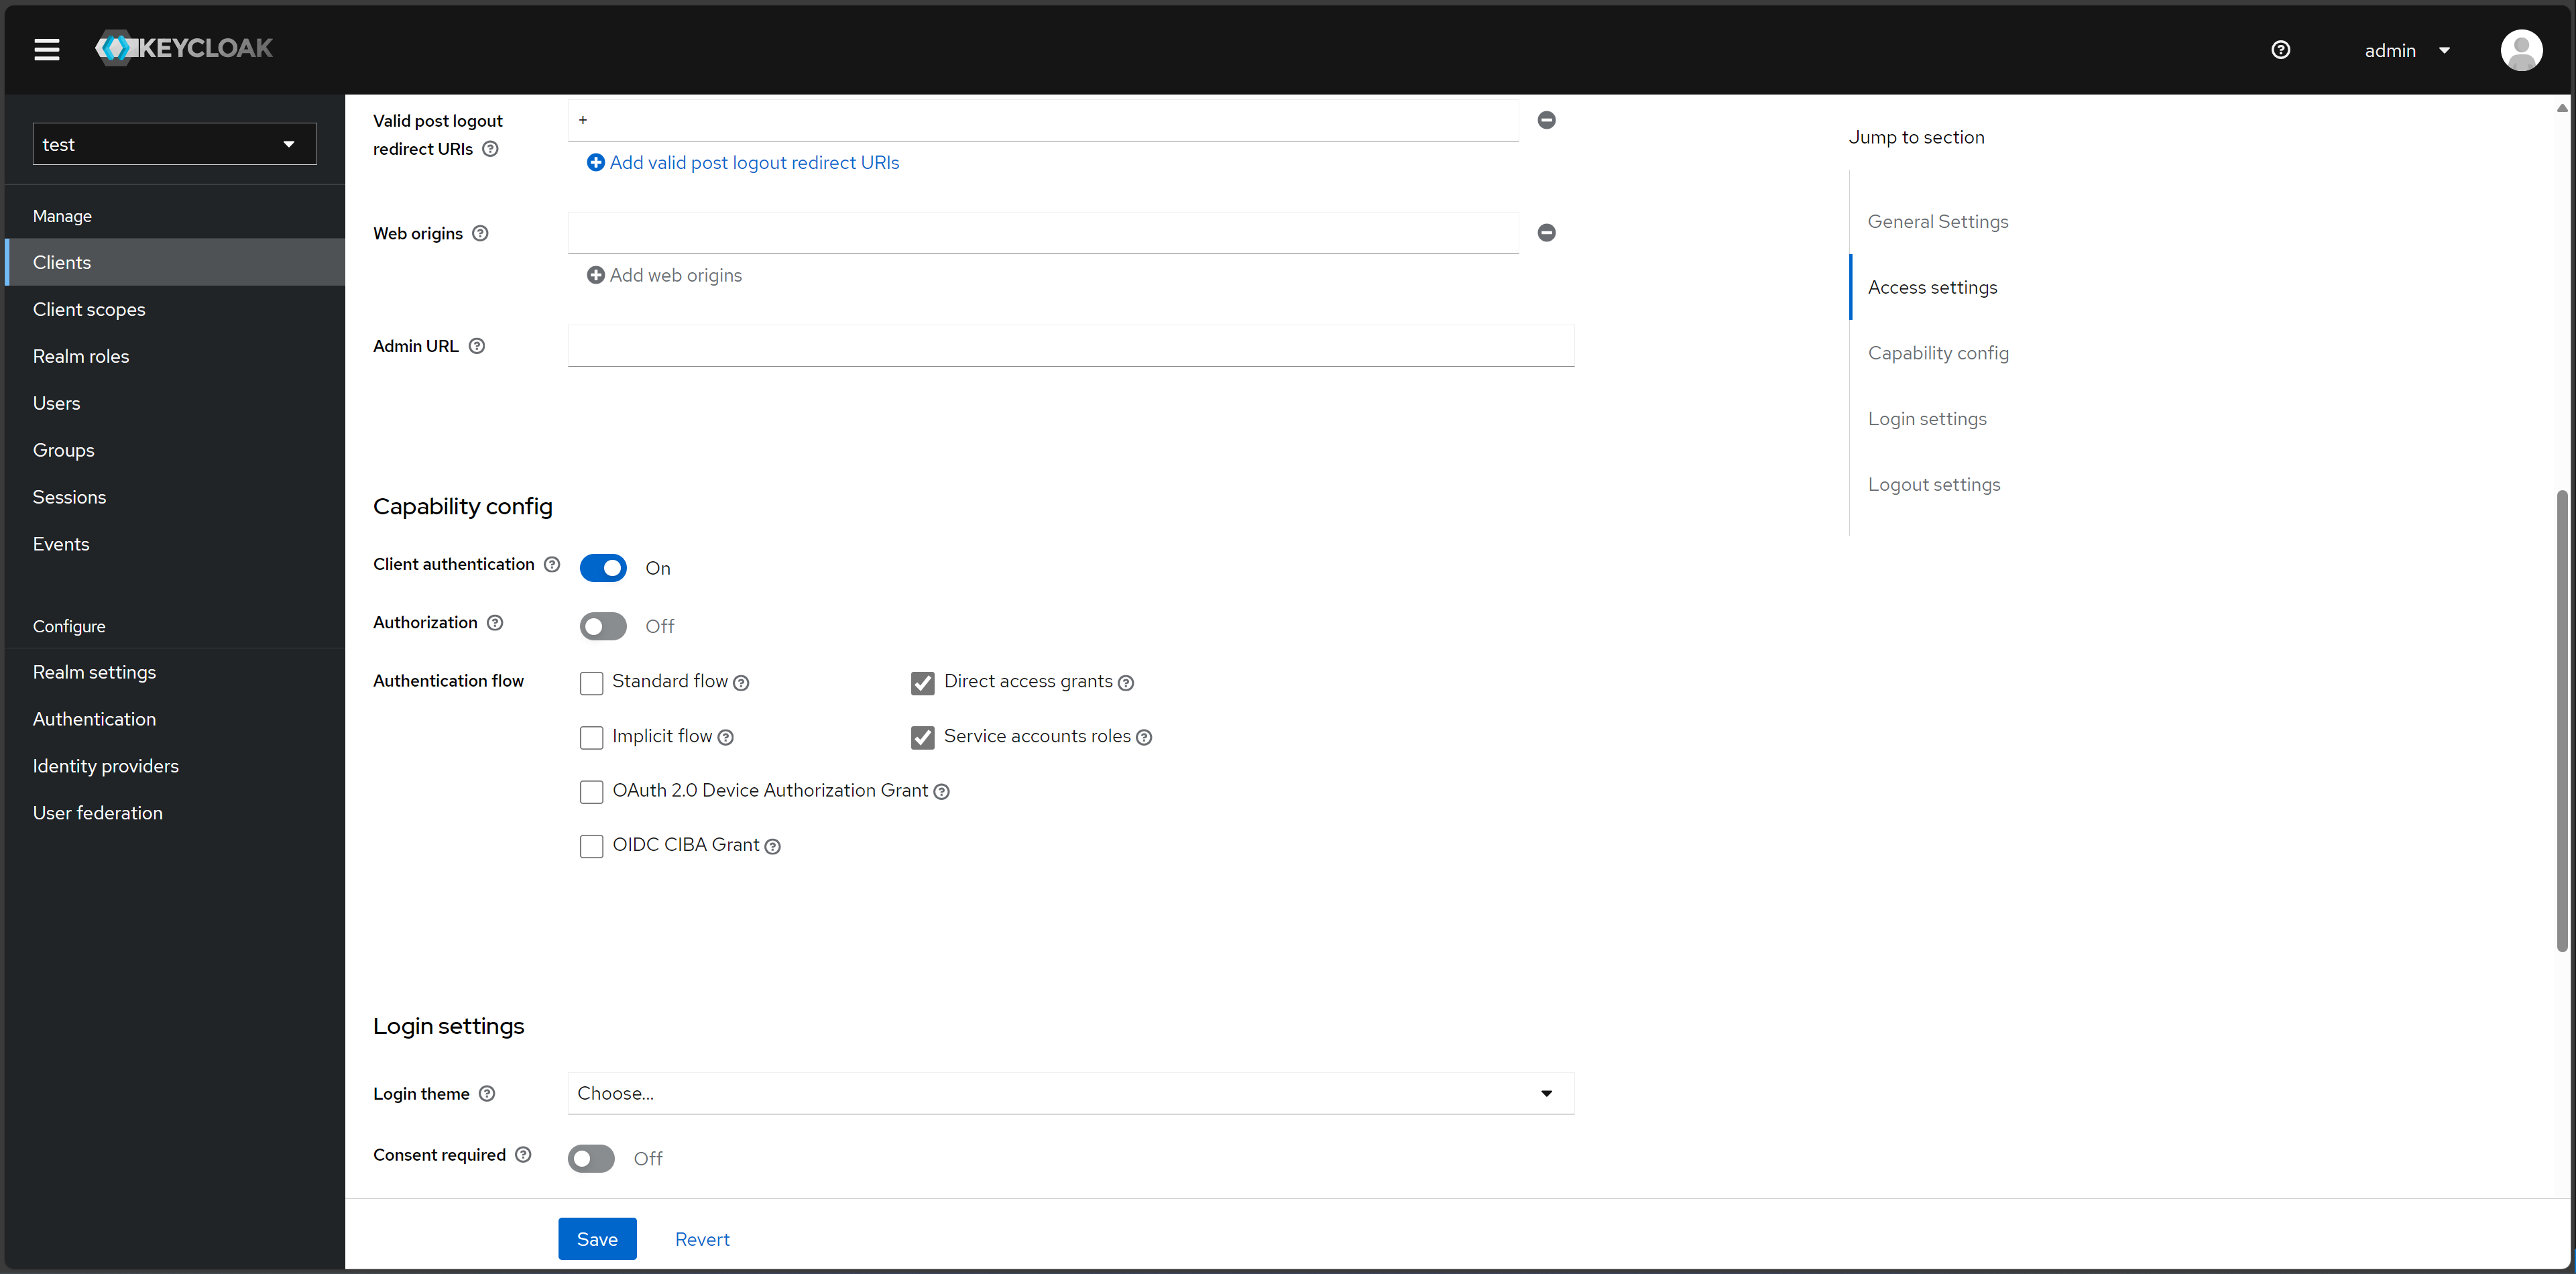 KEYCLOAK
admin
test
Manage
Clients
Client scopes
Realm roles
Users
Groups
Sessions
Events
Configure
Realm settings
Authentication
Identity providers
User federation
Valid post logout
redirect URIs
+
Add valid post logout redirect URIs
Web origins
Add web origins
Admin URL
Capability config
Client authentication
On
Authorization
Off
Authentication flow
Standard flow
Direct access grants
Implicit flow
Service accounts roles
OAuth 2.0 Device Authorization Grant
OIDC CIBA Grant
Login settings
Login theme
Choose...
Consent required
Off
Save
Revert
Jump to section
General Settings
Access settings
Capability config
Login settings
Logout settings